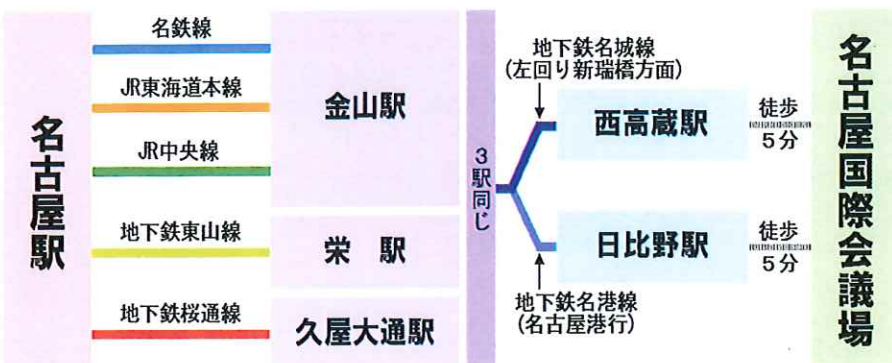 名古屋駅
名鉄線
JR東海道本線
JR中央線
地下鉄東山線
地下鉄桜通線
金山駅
栄 駅
久屋大通駅
3駅同じ
地下鉄名城線
(左回り新瑞橋方面)
西高蔵駅
日比野駅
地下鉄名港線
(名古屋港行)
徒歩
5分
徒歩
5分
名古屋国際会議場